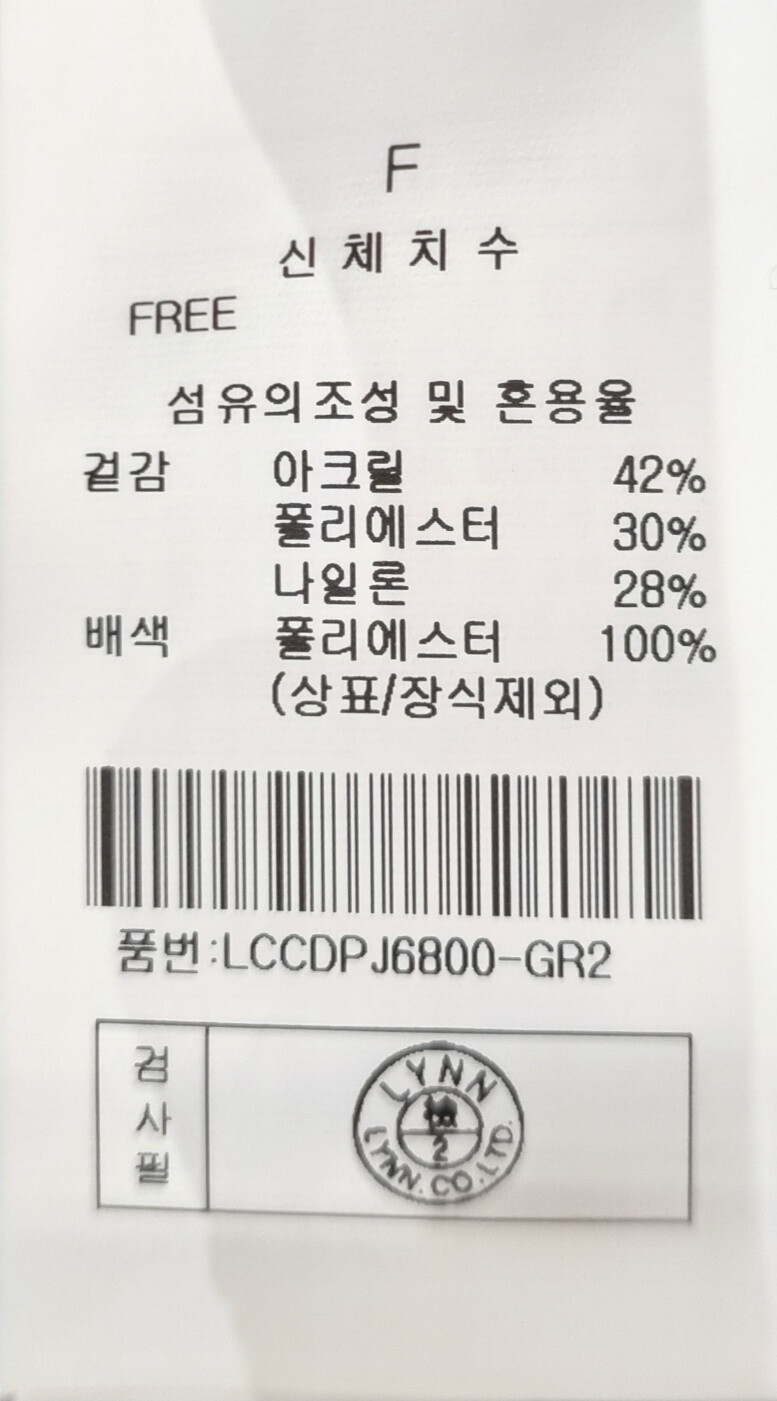 F
신체치수
FREE
섬유의조성 및 혼용율
겉감 아크릴 42%
폴리에스터 30%
나일론 28%
배색 폴리에스터 100%
(상표/장식제외)
품번:LCCDPJ6800-GR2
검사필
LYNN
2
LYNN.CO.LTD.